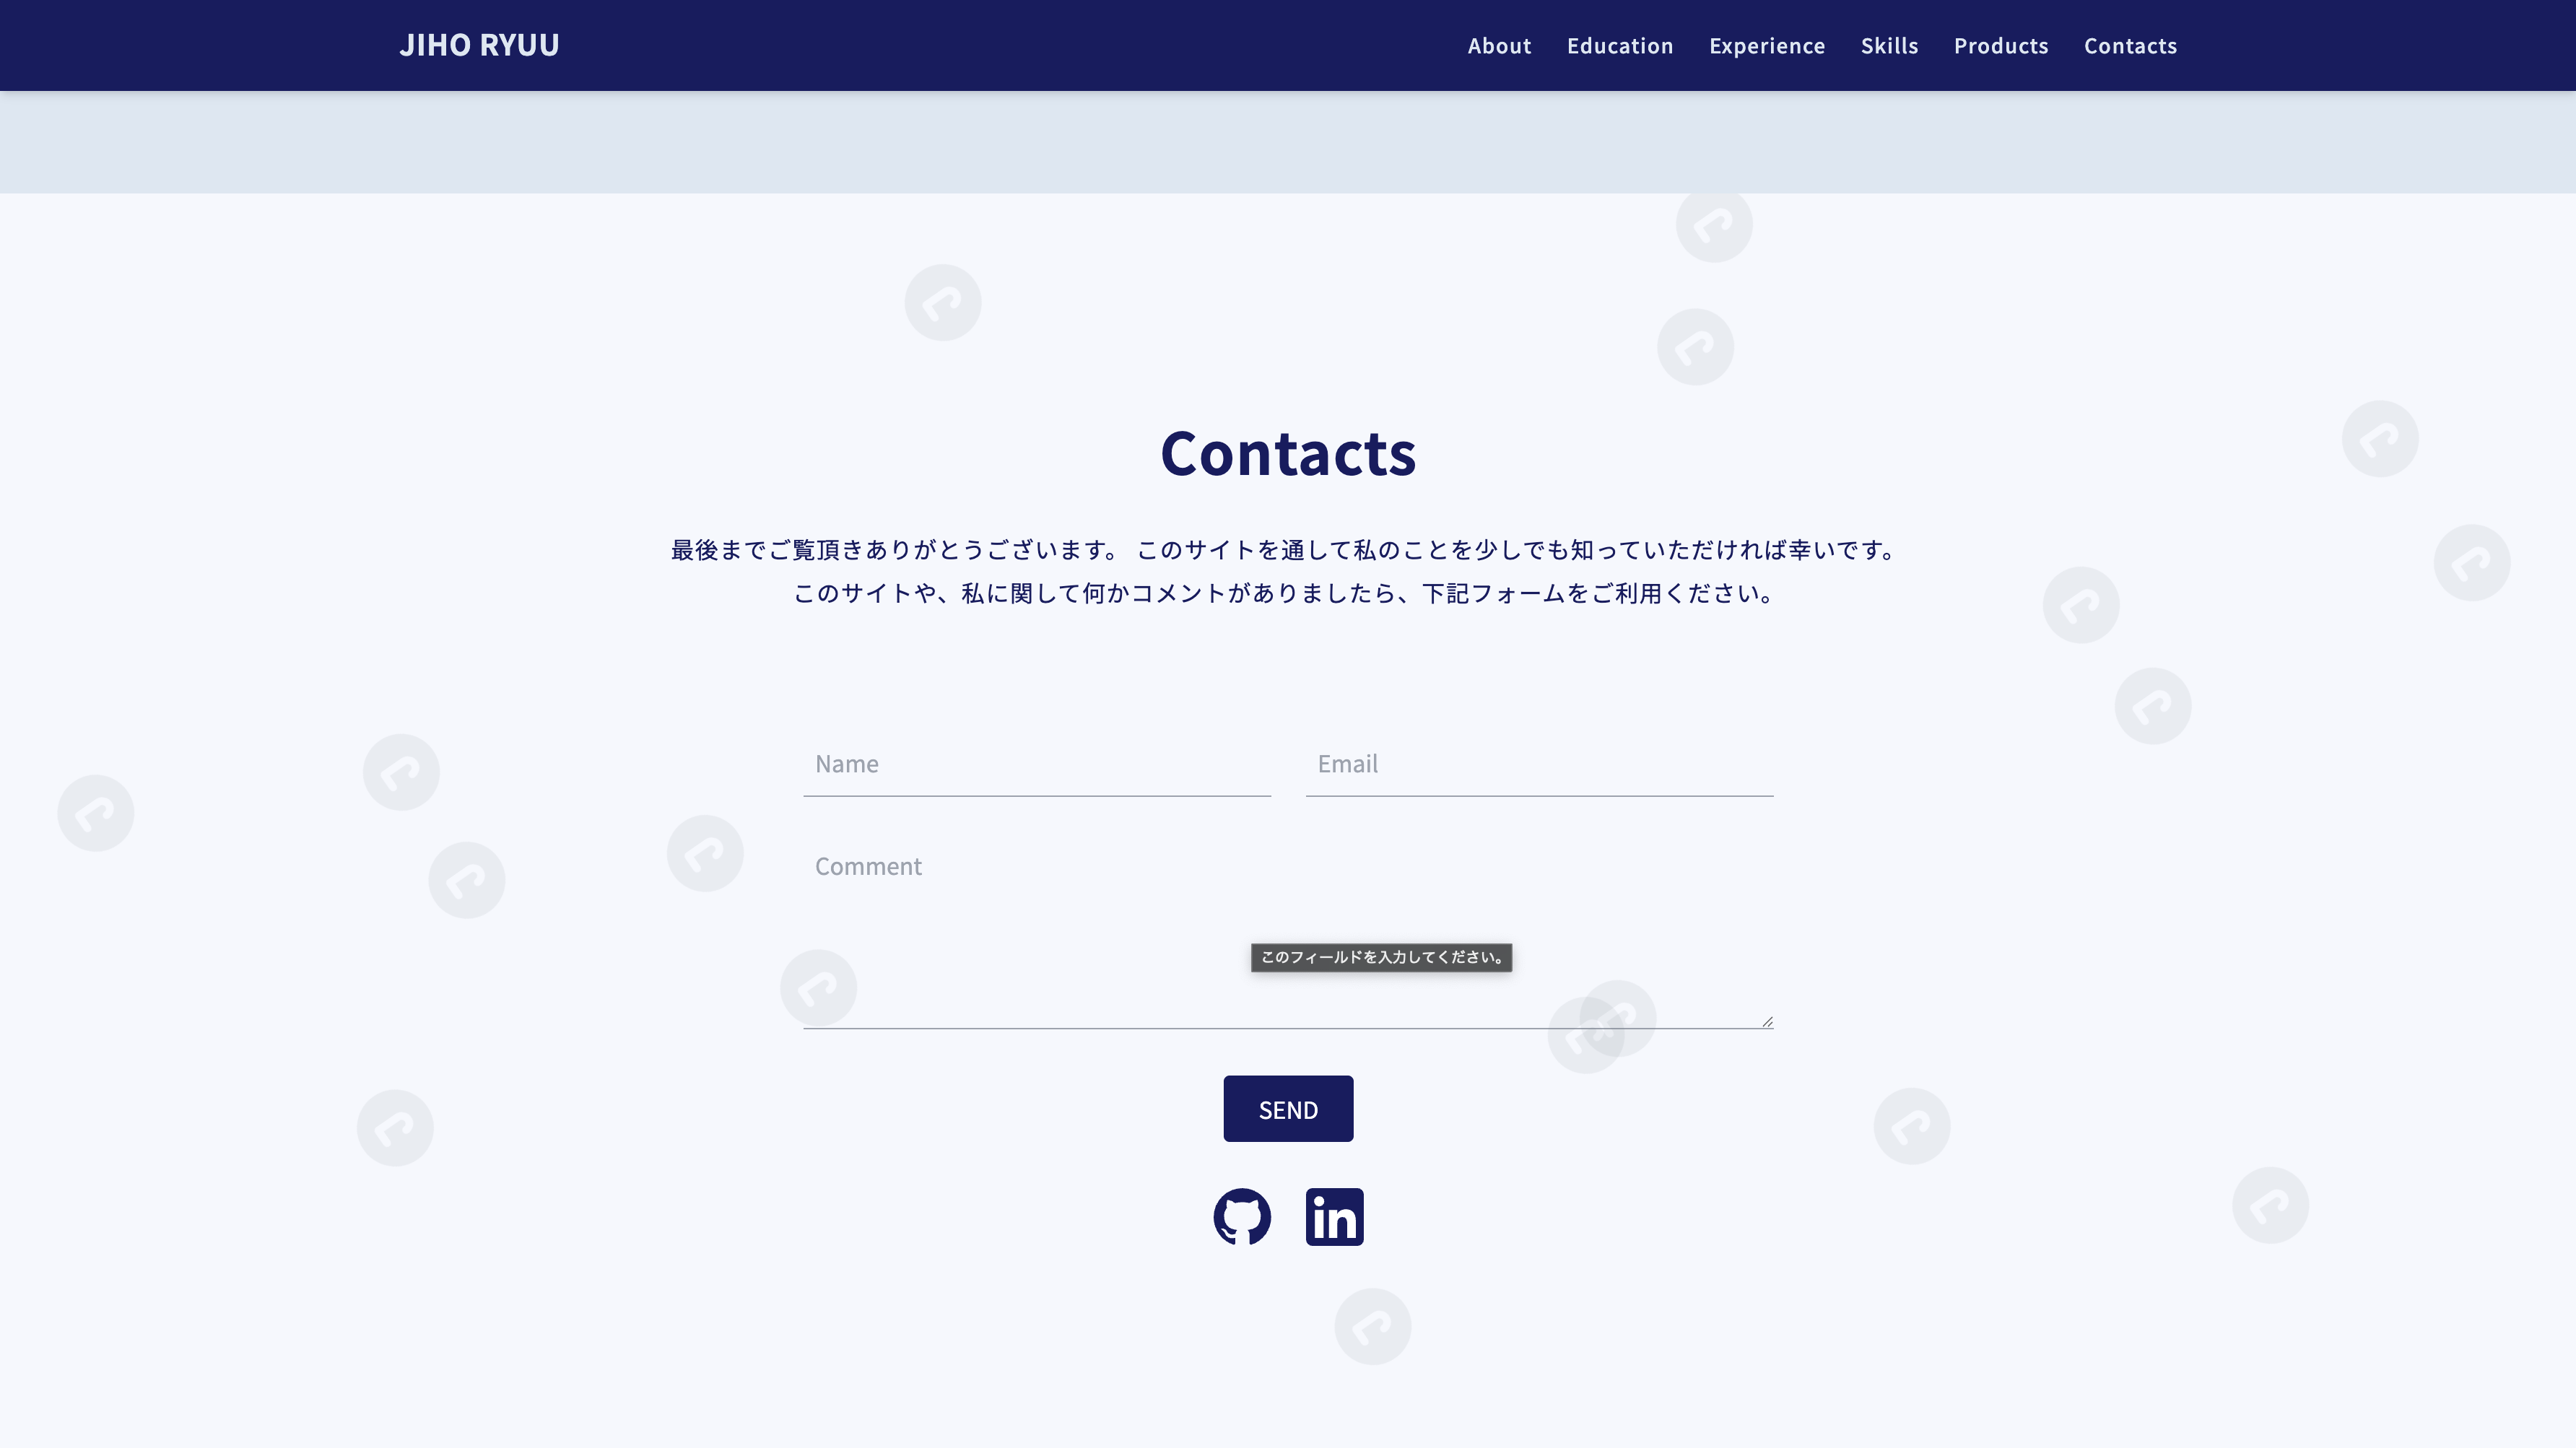 JIHO RYUU
About Education Experience Skills Products Contacts
Contacts
最後までご覧頂きありがとうございます。 このサイトを通して私のことを少しでも知っていただければ幸いです。
このサイトや、私に関して何かコメントがありましたら、下記フォームをご利用ください。
Name Email
Comment
このフィールドを入力してください。
SEND
in